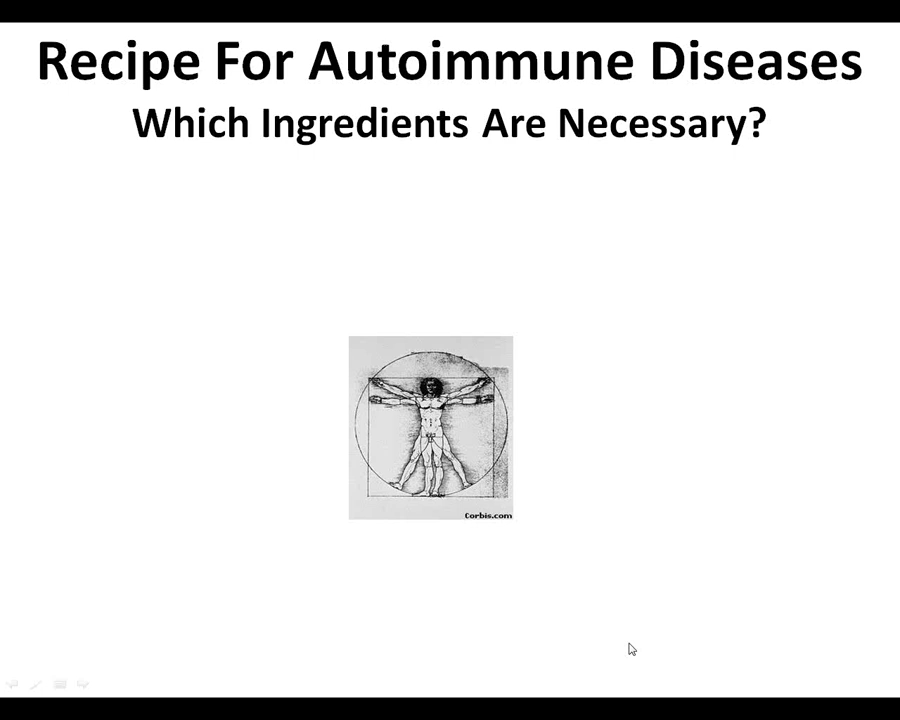 Recipe For Autoimmune Diseases
Which Ingredients Are Necessary?
Corbis.com